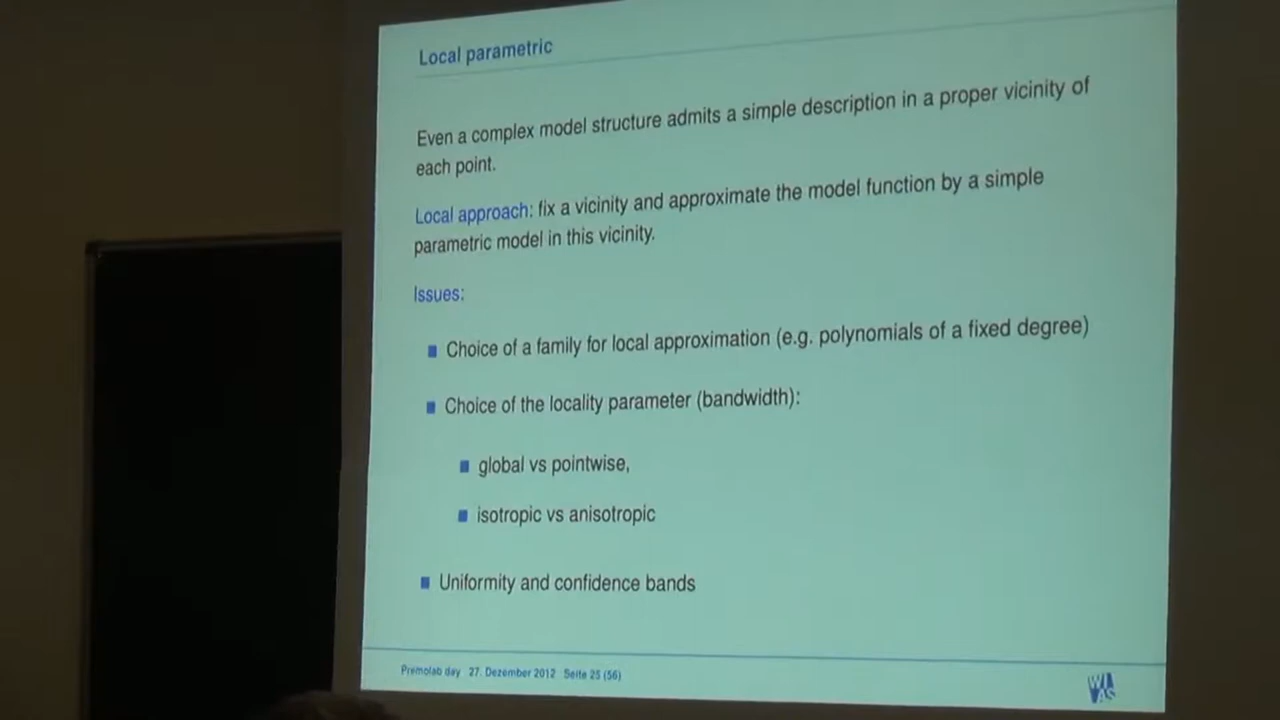 Local parametric
Even a complex model structure admits a simple description in a proper vicinity of
each point.
Local approach: fix a vicinity and approximate the model function by a simple
parametric model in this vicinity.
Issues:
Choice of a family for local approximation (e.g. polynomials of a fixed degree)
Choice of the locality parameter (bandwidth):
global vs pointwise,
isotropic vs anisotropic
Uniformity and confidence bands
Premolab day 27. Dezember 2012 Seite 25 (56)
WIAS